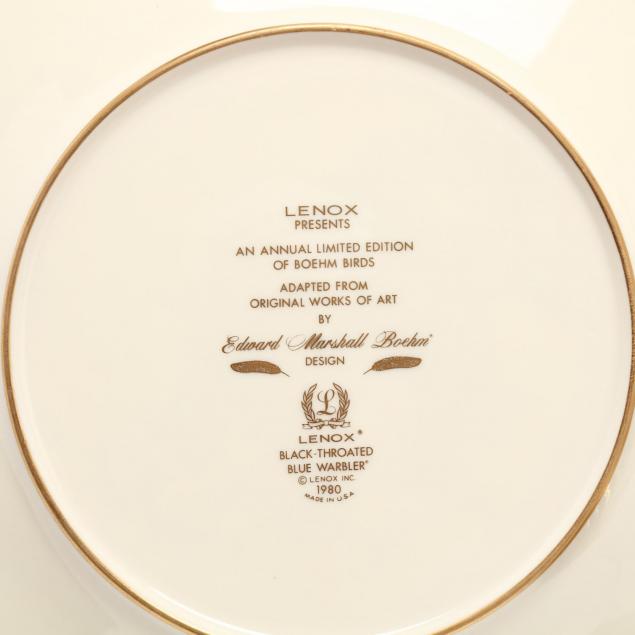 LENOX
PRESENTS
AN ANNUAL LIMITED EDITION
OF BOEHM BIRDS
ADAPTED FROM
ORIGINAL WORKS OF ART
BY
Edward Marshall Boehm®
DESIGN
L
LENOX®
BLACK-THROATED
BLUE WARBLER®
© LENOX INC.
1980
MADE IN U.S.A.